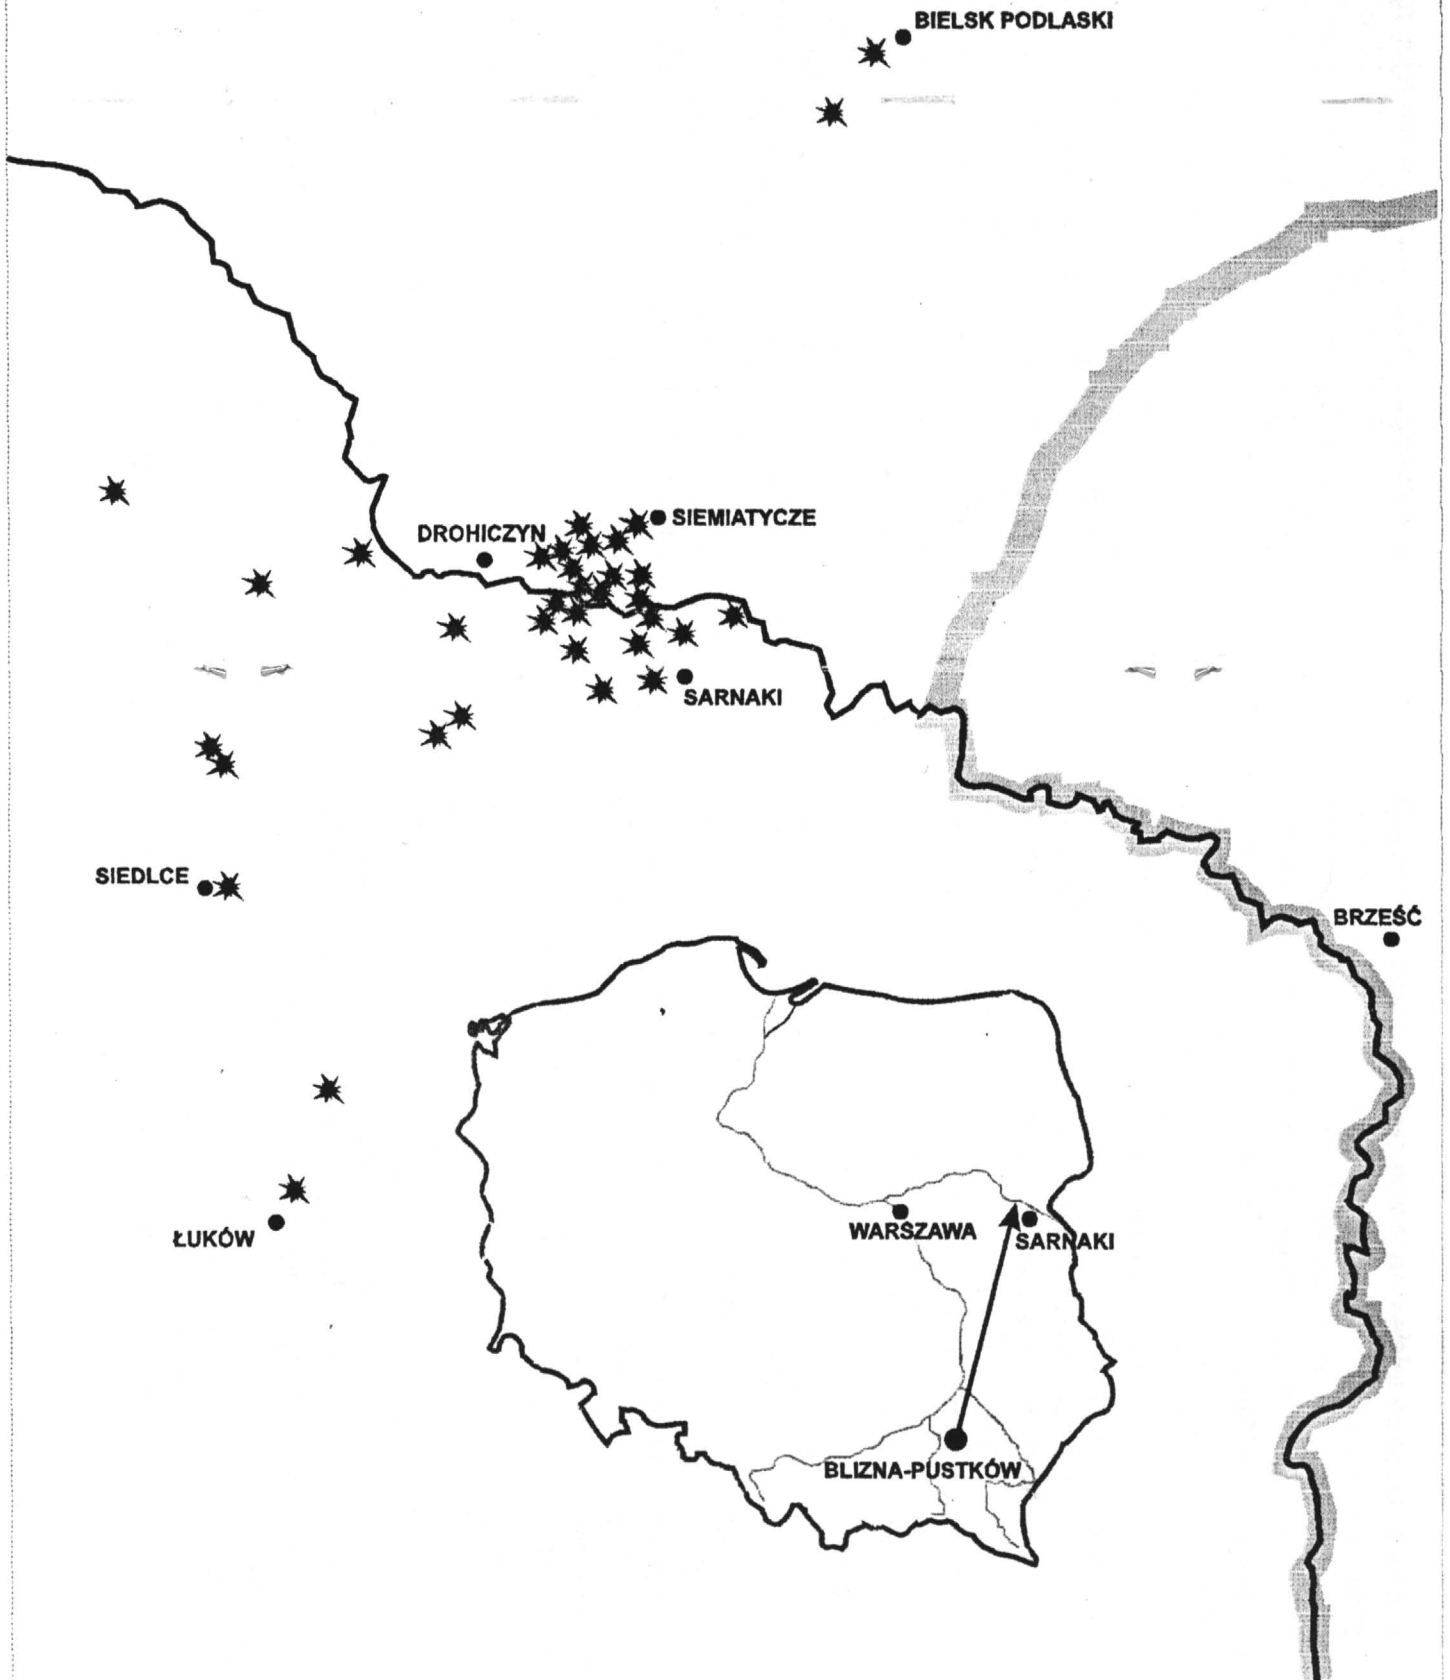 BIELSK PODLASKI
SIEMIATYCZE
DROHICZYN
SARNAKI
SIEDLCE
BRZEŚĆ
ŁUKÓW
WARSZAWA
SARNAKI
BLIZNA-PUSTKÓW